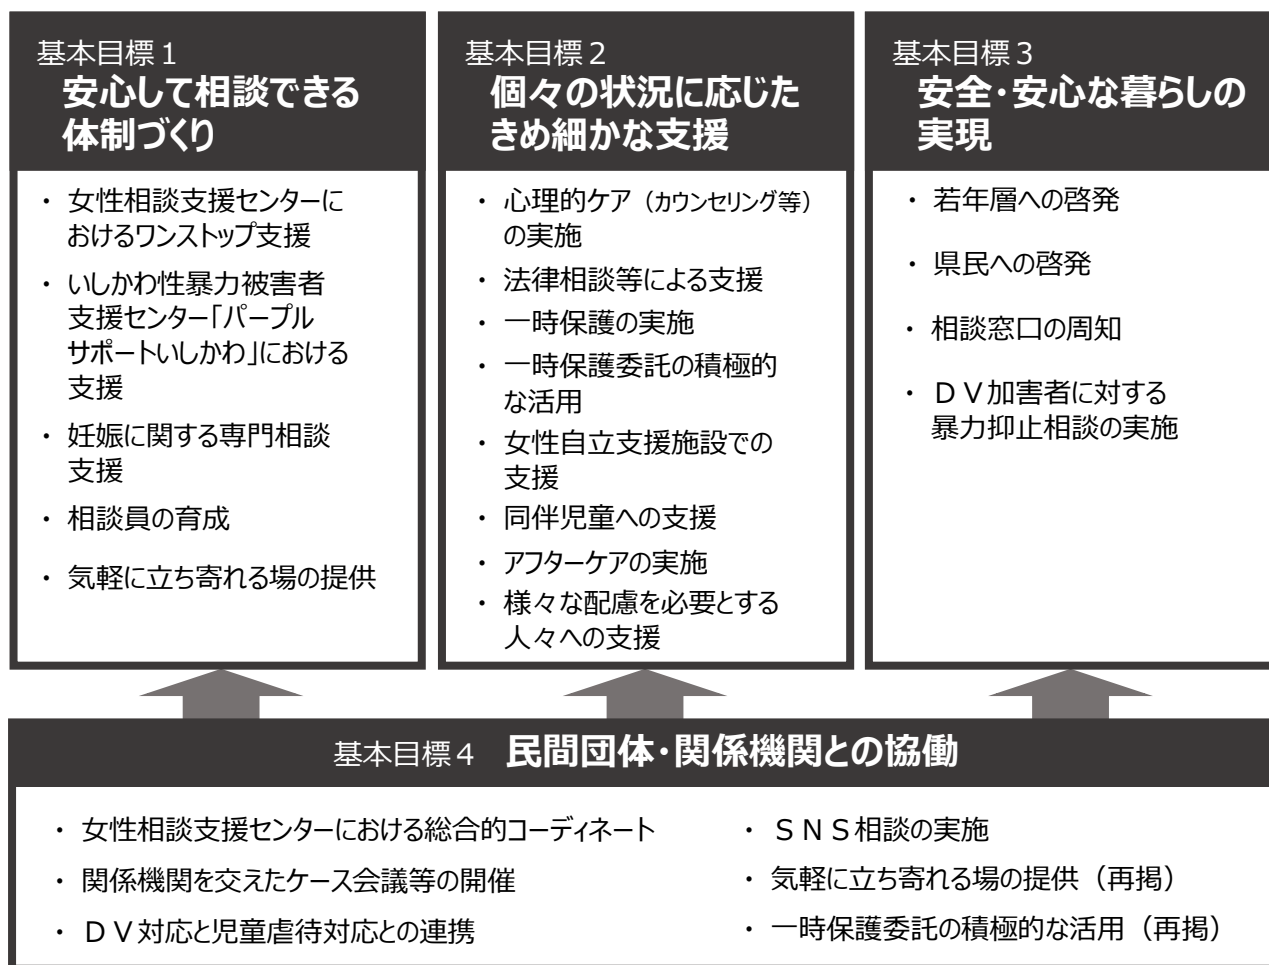 基本目標1
安心して相談できる
体制づくり
・ 女性相談支援センターに
おけるワンストップ支援
・ いしかわ性暴力被害者
支援センター「パープル
サポートいしかわ」における
支援
・ 妊娠に関する専門相談
支援
・ 相談員の育成
・ 気軽に立ち寄れる場の提供
基本目標2
個々の状況に応じた
きめ細かな支援
・ 心理的ケア（カウンセリング等）
の実施
・ 法律相談等による支援
・ 一時保護の実施
・ 一時保護委託の積極的
な活用
・ 女性自立支援施設での
支援
・ 同伴児童への支援
・ アフターケアの実施
・ 様々な配慮を必要とする
人々への支援
基本目標3
安全・安心な暮らしの
実現
・ 若年層への啓発
・ 県民への啓発
・ 相談窓口の周知
・ ＤＶ加害者に対する
暴力抑止相談の実施
基本目標4 民間団体・関係機関との協働
・ 女性相談支援センターにおける総合的コーディネート
・ 関係機関を交えたケース会議等の開催
・ ＤＶ対応と児童虐待対応との連携
・ ＳＮＳ相談の実施
・ 気軽に立ち寄れる場の提供（再掲）
・ 一時保護委託の積極的な活用（再掲）